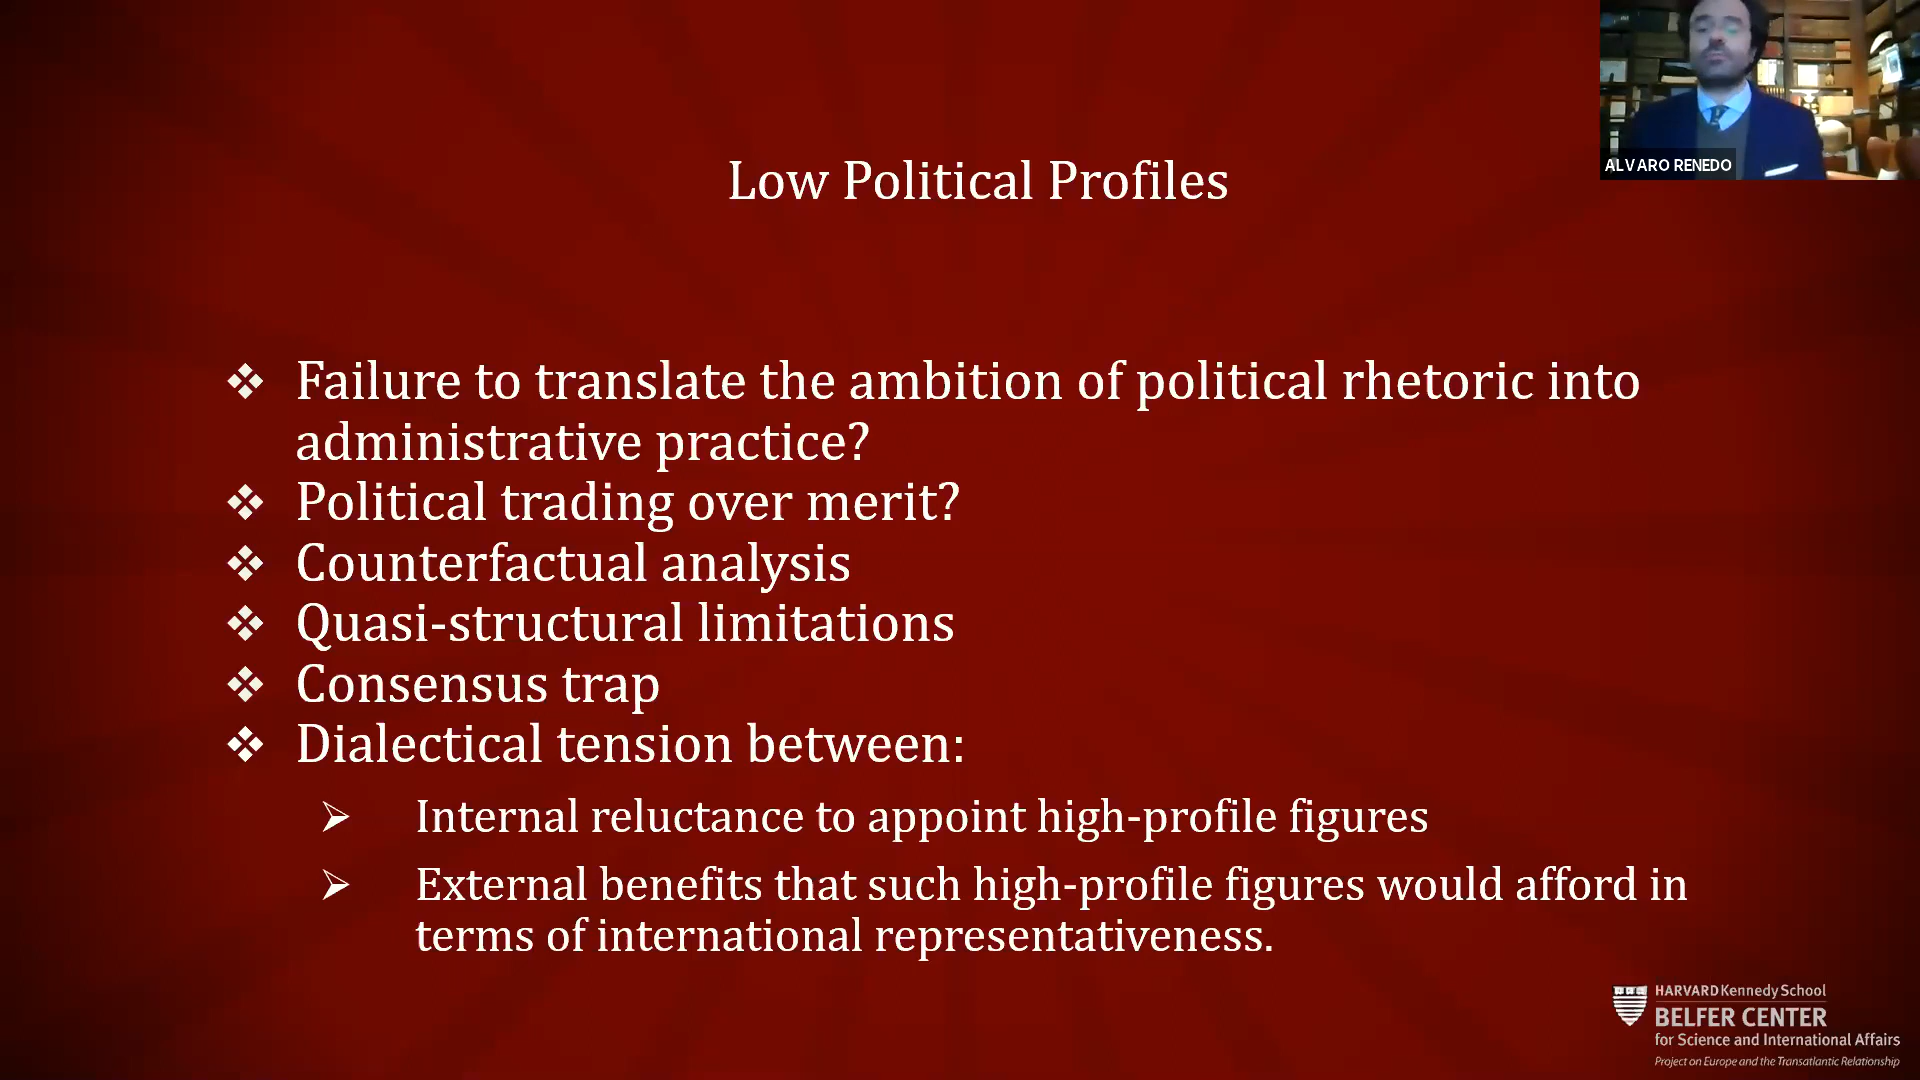 ALVARO RENEDO
Low Political Profiles
❖ Failure to translate the ambition of political rhetoric into
administrative practice?
❖ Political trading over merit?
❖ Counterfactual analysis
❖ Quasi-structural limitations
❖ Consensus trap
❖ Dialectical tension between:
➢ Internal reluctance to appoint high-profile figures
➢ External benefits that such high-profile figures would afford in
terms of international representativeness.
HARVARD Kennedy School
BELFER CENTER
for Science and International Affairs
Project on Europe and the Transatlantic Relationship